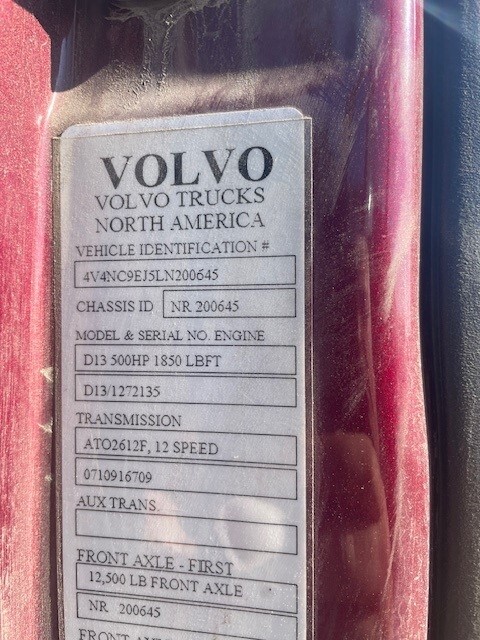 VOLVO
VOLVO TRUCKS
NORTH AMERICA
VEHICLE IDENTIFICATION #
4V4NC9EJ5LN200645
CHASSIS ID NR 200645
MODEL & SERIAL NO. ENGINE
D13 500HP 1850 LBFT
D13/1272135
TRANSMISSION
ATO2612F, 12 SPEED
0710916709
AUX TRANS.
FRONT AXLE - FIRST
12,500 LB FRONT AXLE
NR 200645
FRONT